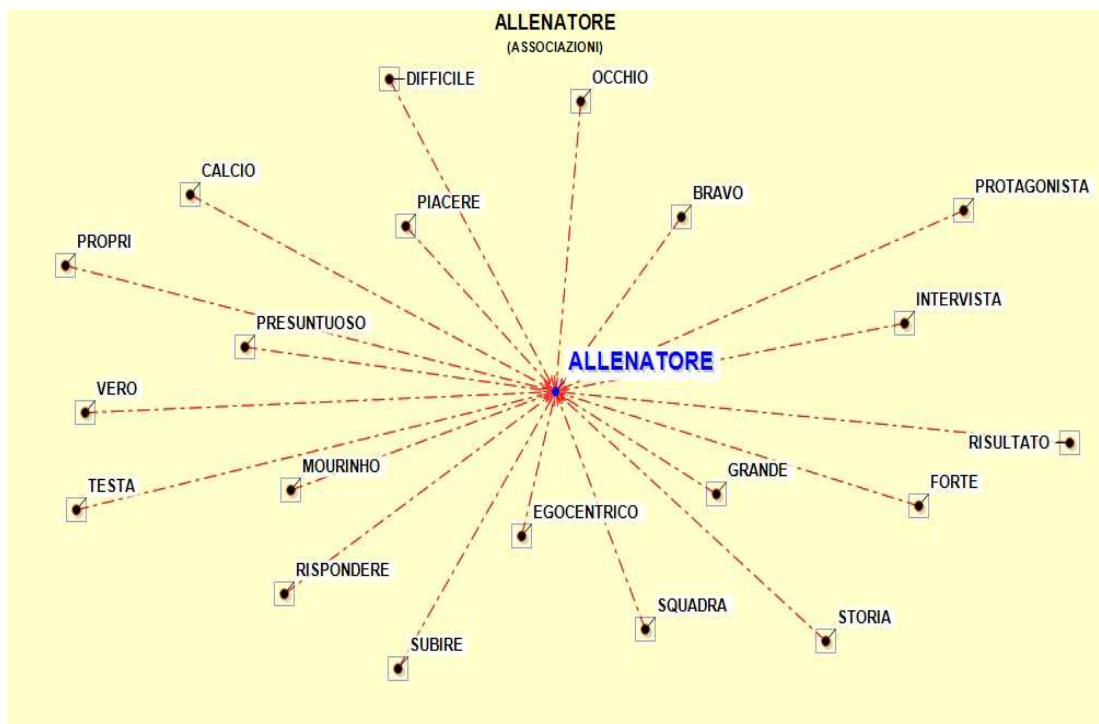 ALLENATORE
(ASSOCIAZIONI)
DIFFICILE
OCCHIO
CALCIO
PIACERE
BRAVO
PROTAGONISTA
PROPRI
INTERVISTA
PRESUNTUOSO
ALLENATORE
VERO
RISULTATO
MOURINHO
GRANDE
TESTA
FORTE
EGOCENTRICO
RISPONDERE
SQUADRA
STORIA
SUBIRE